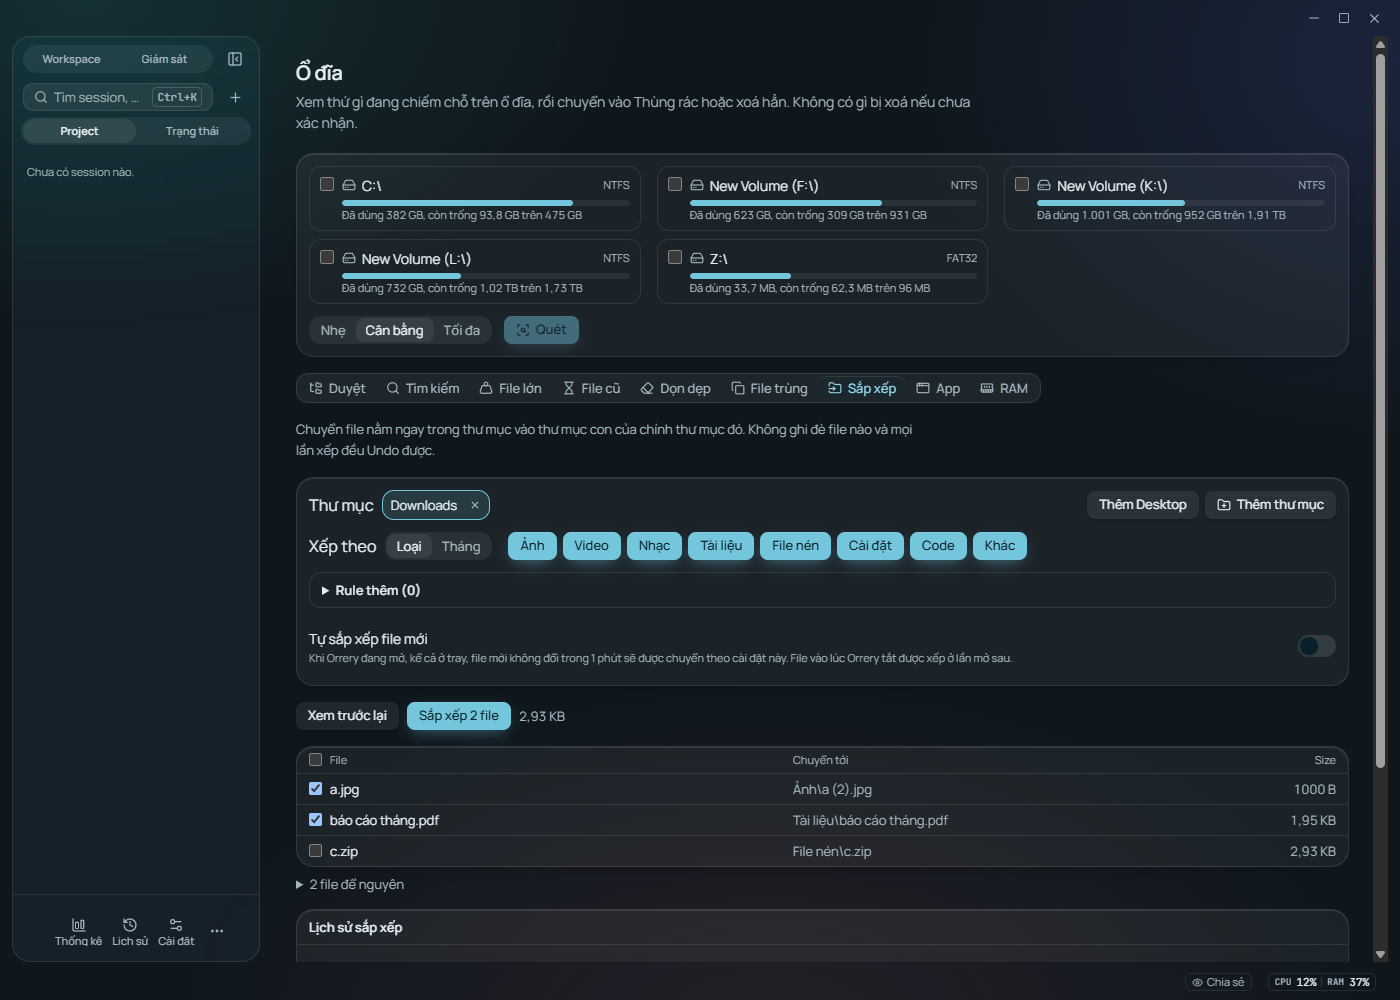 Workspace Giám sát
Tìm session, ... Ctrl+K
Project Trạng thái
Chưa có session nào.
Thống kê Lịch sử Cài đặt
Ổ đĩa
Xem thứ gì đang chiếm chỗ trên ổ đĩa, rồi chuyển vào Thùng rác hoặc xoá hẳn. Không có gì bị xoá nếu chưa
xác nhận.
C:\ NTFS
Đã dùng 382 GB, còn trống 93,8 GB trên 475 GB
New Volume (F:\) NTFS
Đã dùng 623 GB, còn trống 309 GB trên 931 GB
New Volume (K:\) NTFS
Đã dùng 1.001 GB, còn trống 952 GB trên 1,91 TB
New Volume (L:\) NTFS
Đã dùng 732 GB, còn trống 1,02 TB trên 1,73 TB
Z:\ FAT32
Đã dùng 33,7 MB, còn trống 62,3 MB trên 96 MB
Nhẹ Cân bằng Tối đa Quét
Duyệt Tìm kiếm File lớn File cũ Dọn dẹp File trùng Sắp xếp App RAM
Chuyển file nằm ngay trong thư mục vào thư mục con của chính thư mục đó. Không ghi đè file nào và mọi
lần xếp đều Undo được.
Thư mục Downloads × Thêm Desktop Thêm thư mục
Xếp theo Loại Tháng Ảnh Video Nhạc Tài liệu File nén Cài đặt Code Khác
Rule thêm (0)
Tự sắp xếp file mới
Khi Orrery đang mở, kể cả ở tray, file mới không đổi trong 1 phút sẽ được chuyển theo cài đặt này. File vào lúc Orrery tắt được xếp ở lần mở sau.
Xem trước lại Sắp xếp 2 file 2,93 KB
File Chuyển tới Size
a.jpg Ảnh\a (2).jpg 1000 B
báo cáo tháng.pdf Tài liệu\báo cáo tháng.pdf 1,95 KB
c.zip File nén\c.zip 2,93 KB
2 file để nguyên
Lịch sử sắp xếp
Chia sẻ CPU 12% RAM 37%